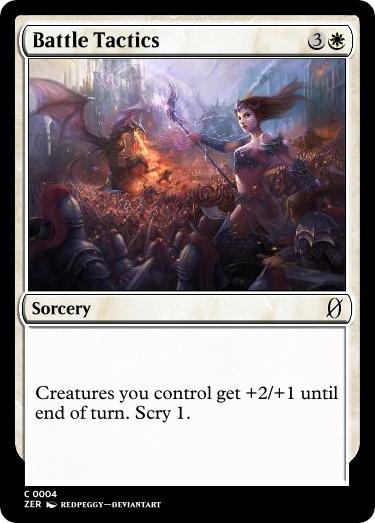 Battle Tactics 3
Sorcery
Creatures you control get +2/+1 until
end of turn. Scry 1.
C 0004
ZER REDPEGGY—DEVIANTART